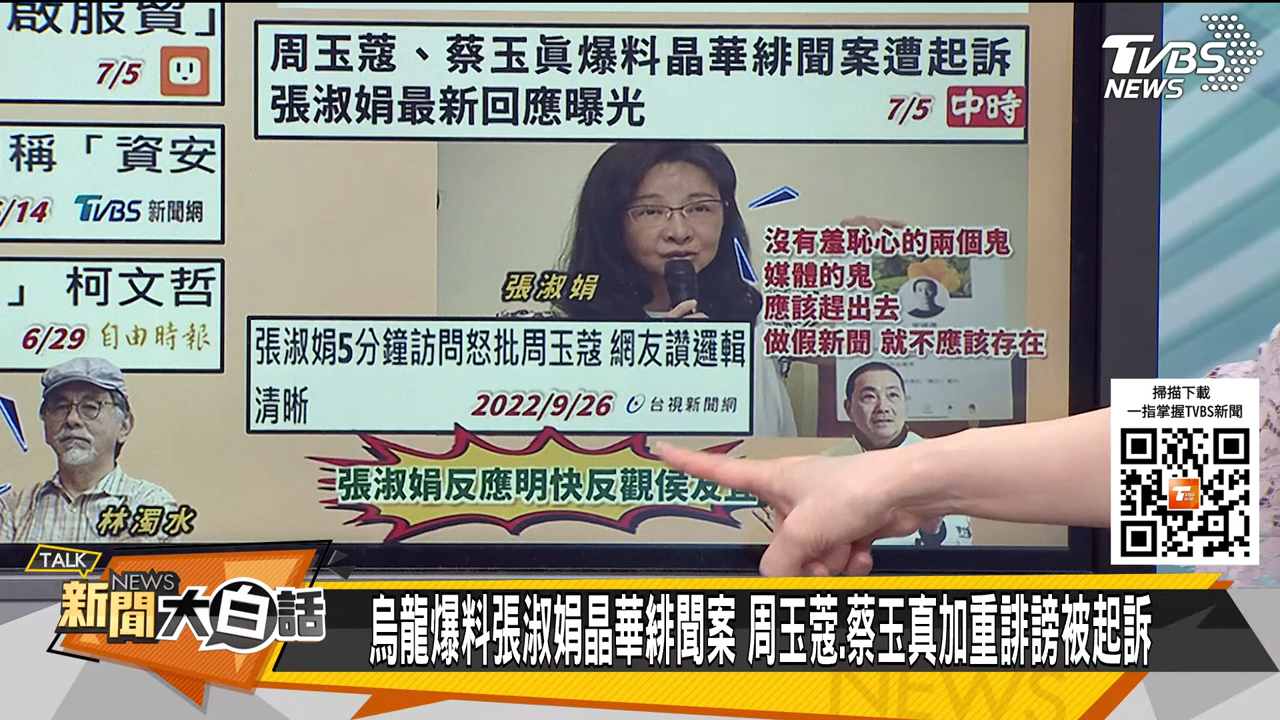 啟服貿」
7/5
稱「資安
5/14 TVBS新聞網
」柯文哲
6/29 自由時報
林濁水
周玉蔻、蔡玉真爆料晶華緋聞案遭起訴
張淑娟最新回應曝光
7/5 中時
張淑娟
沒有羞恥心的兩個鬼
媒體的鬼
應該趕出去
做假新聞 就不應該存在
張淑娟5分鐘訪問怒批周玉蔻 網友讚邏輯
清晰
2022/9/26 台視新聞網
張淑娟反應明快反觀侯友宜
TVBS
NEWS
掃描下載
一指掌握TVBS新聞
TALK
NEWS
新聞大白話
烏龍爆料張淑娟晶華緋聞案 周玉蔻.蔡玉真加重誹謗被起訴
NEWS